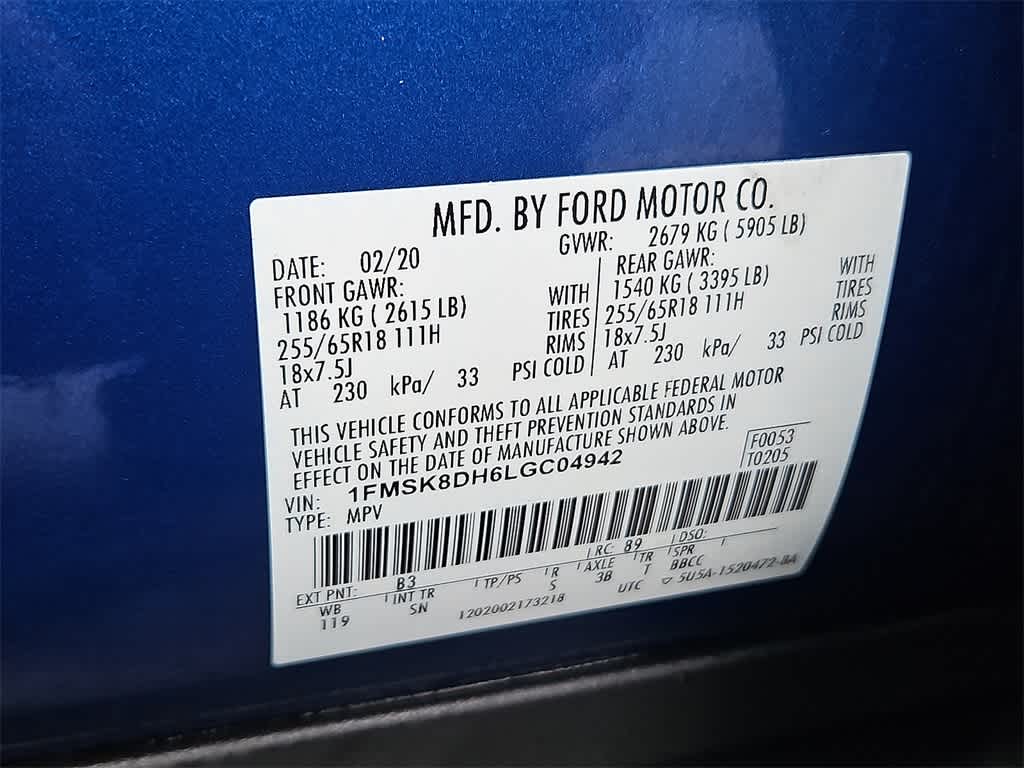 MFD. BY FORD MOTOR CO.
DATE: 02/20
GVWR: 2679 KG ( 5905 LB)
FRONT GAWR:
1186 KG ( 2615 LB) WITH
255/65R18 111H TIRES
18x7.5J RIMS
AT 230 kPa/ 33 PSI COLD
REAR GAWR:
1540 KG ( 3395 LB) WITH
255/65R18 111H TIRES
18x7.5J RIMS
AT 230 kPa/ 33 PSI COLD
THIS VEHICLE CONFORMS TO ALL APPLICABLE FEDERAL MOTOR
VEHICLE SAFETY AND THEFT PREVENTION STANDARDS IN
EFFECT ON THE DATE OF MANUFACTURE SHOWN ABOVE.
F0053
T0205
VIN: 1FMSK8DH6LGC04942
TYPE: MPV
EXT PNT: B3 RC: 89 DSO:
WB INT TR TP/PS R AXLE TR SPR
119 SN S 3B T BBCC
1202002173218 UTC 5U5A-1520472-BA